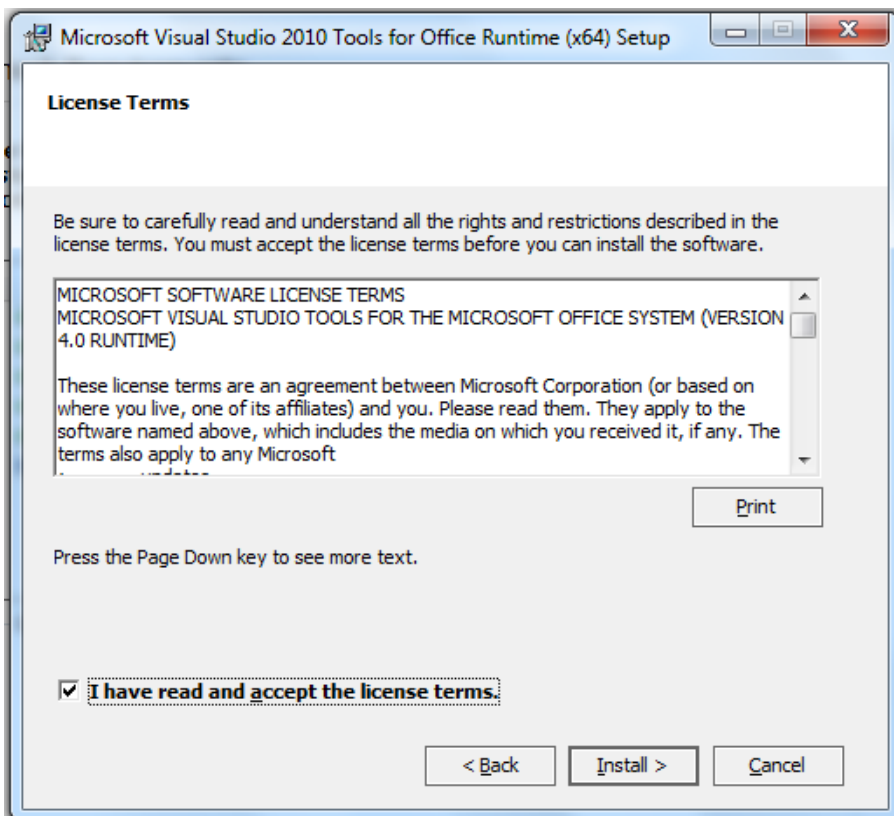 Microsoft Visual Studio 2010 Tools for Office Runtime (x64) Setup
License Terms
Be sure to carefully read and understand all the rights and restrictions described in the
license terms. You must accept the license terms before you can install the software.
MICROSOFT SOFTWARE LICENSE TERMS
MICROSOFT VISUAL STUDIO TOOLS FOR THE MICROSOFT OFFICE SYSTEM (VERSION
4.0 RUNTIME)
These license terms are an agreement between Microsoft Corporation (or based on
where you live, one of its affiliates) and you. Please read them. They apply to the
software named above, which includes the media on which you received it, if any. The
terms also apply to any Microsoft
Print
Press the Page Down key to see more text.
I have read and accept the license terms.
< Back
Install >
Cancel